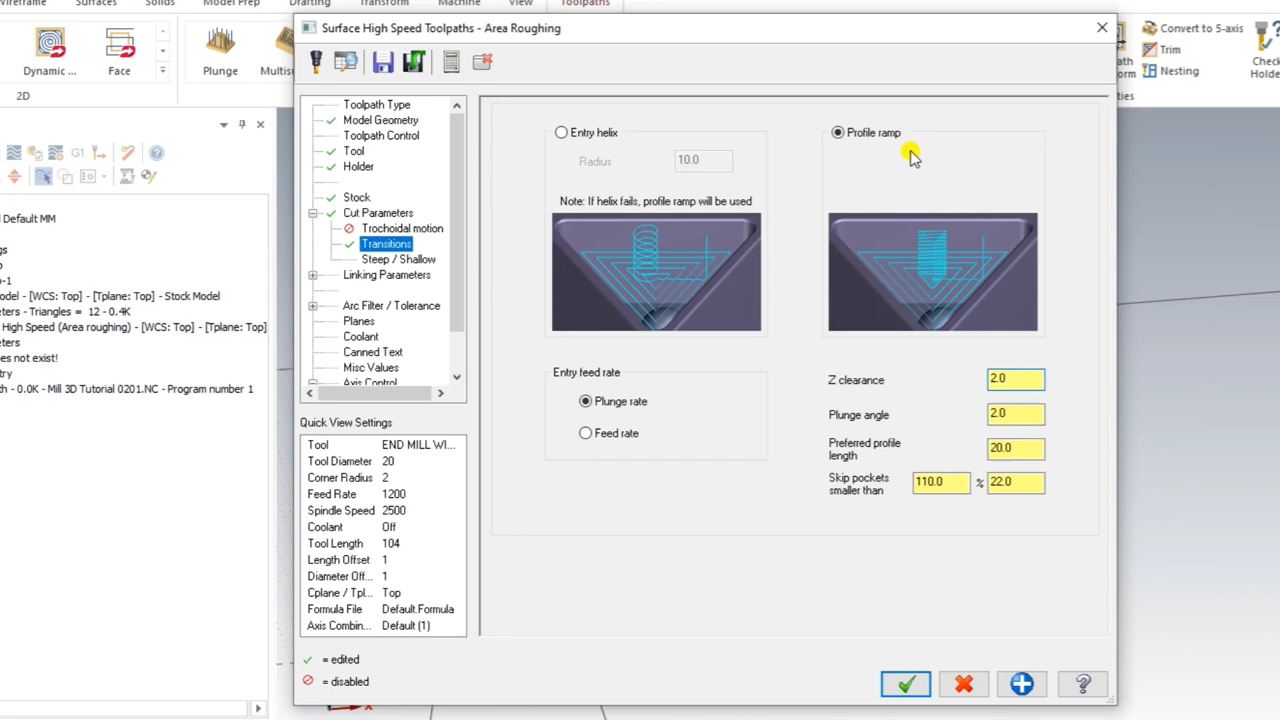 Wireframe Surfaces Solids Model Prep Drafting Transform Machine View Toolpaths
Surface High Speed Toolpaths - Area Roughing
Dynamic ...
Face
Plunge
2D
Convert to 5-axis
Trim
Nesting
Check
Holde
G1
Default MM
p-1
odel - [WCS: Top] - [Tplane: Top] - Stock Model
eters - Triangles = 12 - 0.4K
High Speed (Area roughing) - [WCS: Top] - [Tplane: Top]
eters
es not exist!
etry
th - 0.0K - Mill 3D Tutorial 0201.NC - Program number 1
Toolpath Type
Model Geometry
Toolpath Control
Tool
Holder
Stock
Cut Parameters
Trochoidal motion
Transitions
Steep / Shallow
Linking Parameters
Arc Filter / Tolerance
Planes
Coolant
Canned Text
Misc Values
Axis Control
Quick View Settings
Tool END MILL WI...
Tool Diameter 20
Corner Radius 2
Feed Rate 1200
Spindle Speed 2500
Coolant Off
Tool Length 104
Length Offset 1
Diameter Off... 1
Cplane / Tpl... Top
Formula File Default.Formula
Axis Combin... Default (1)
= edited
= disabled
Entry helix
Radius 10.0
Note: If helix fails, profile ramp will be used
Profile ramp
Entry feed rate
Plunge rate
Feed rate
Z clearance 2.0
Plunge angle 2.0
Preferred profile
length 20.0
Skip pockets
smaller than 110.0 % 22.0